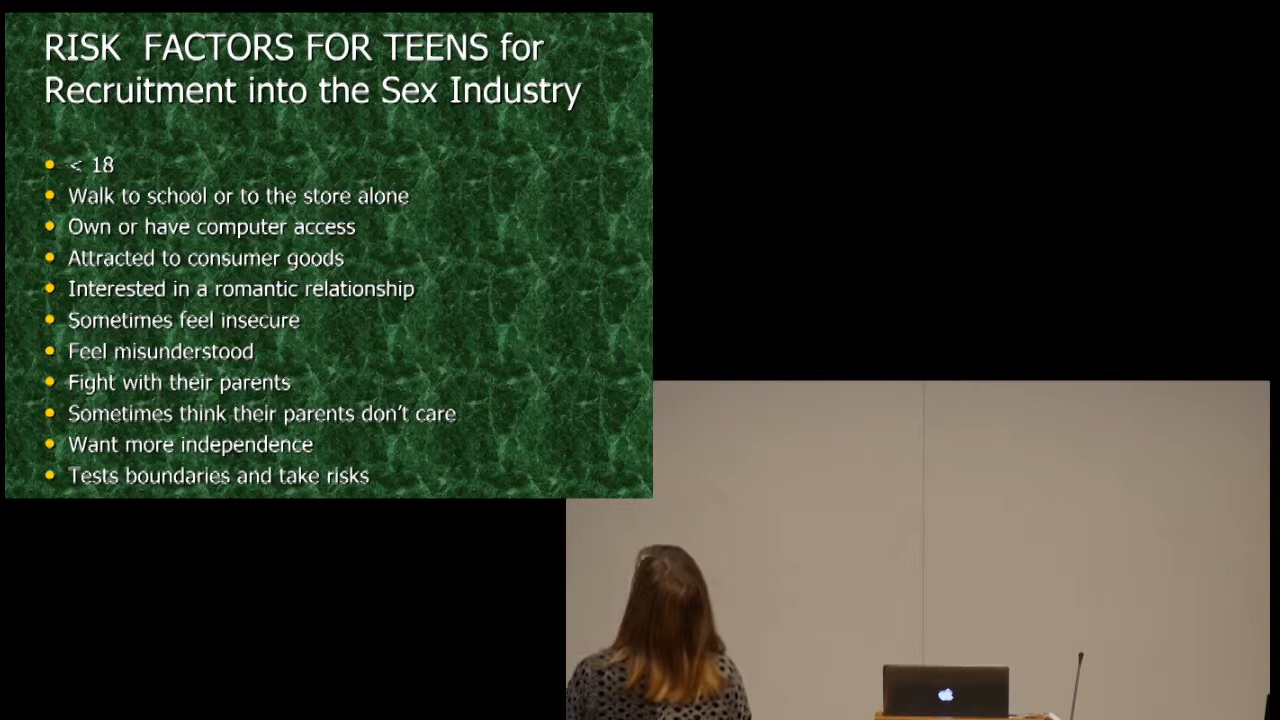 RISK FACTORS FOR TEENS for
Recruitment into the Sex Industry
< 18
Walk to school or to the store alone
Own or have computer access
Attracted to consumer goods
Interested in a romantic relationship
Sometimes feel insecure
Feel misunderstood
Fight with their parents
Sometimes think their parents don't care
Want more independence
Tests boundaries and take risks